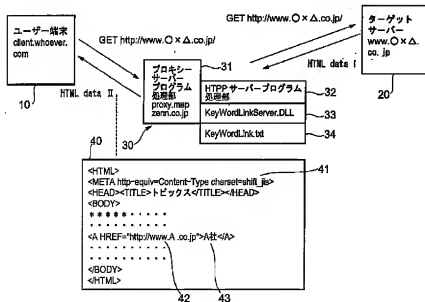 ユーザー端末
client.whoever.
com
10
GET http://www.○×△.co.jp/
HTML data II
GET http://www.○×△.co.jp/
HTML data I
ターゲット
サーバー
www.○×△.
co. jp
20
31
プロキシー
サーバー
プログラム
処理部
proxy.map
zenn.co.jp
30
HTPP サーバープログラム
処理部
32
KeyWordLinkServer.DLL
33
KeyWordLink.txt
34
40
41
<HTML>
<META http-equiv=Content-Type charset=shift_jis>
<HEAD><TITLE>トピックス</TITLE></HEAD>
<BODY>
* * * * * ・・・・・・・
・・・・・・・・・・・・
<A HREF="http://www.A .co.jp">A社</A>
・・・・・・・・・・・・
・・・・・・・・・・・・
</BODY>
</HTML>
42
43